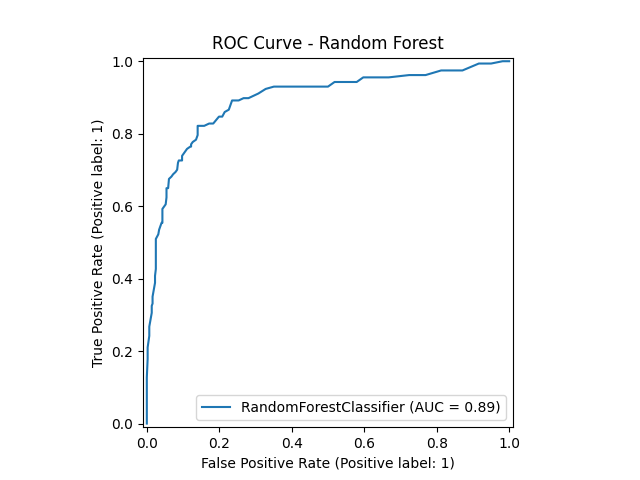 ROC Curve - Random Forest
1.0
0.8
0.6
0.4
0.2
0.0
True Positive Rate (Positive label: 1)
RandomForestClassifier (AUC = 0.89)
0.0 0.2 0.4 0.6 0.8 1.0
False Positive Rate (Positive label: 1)